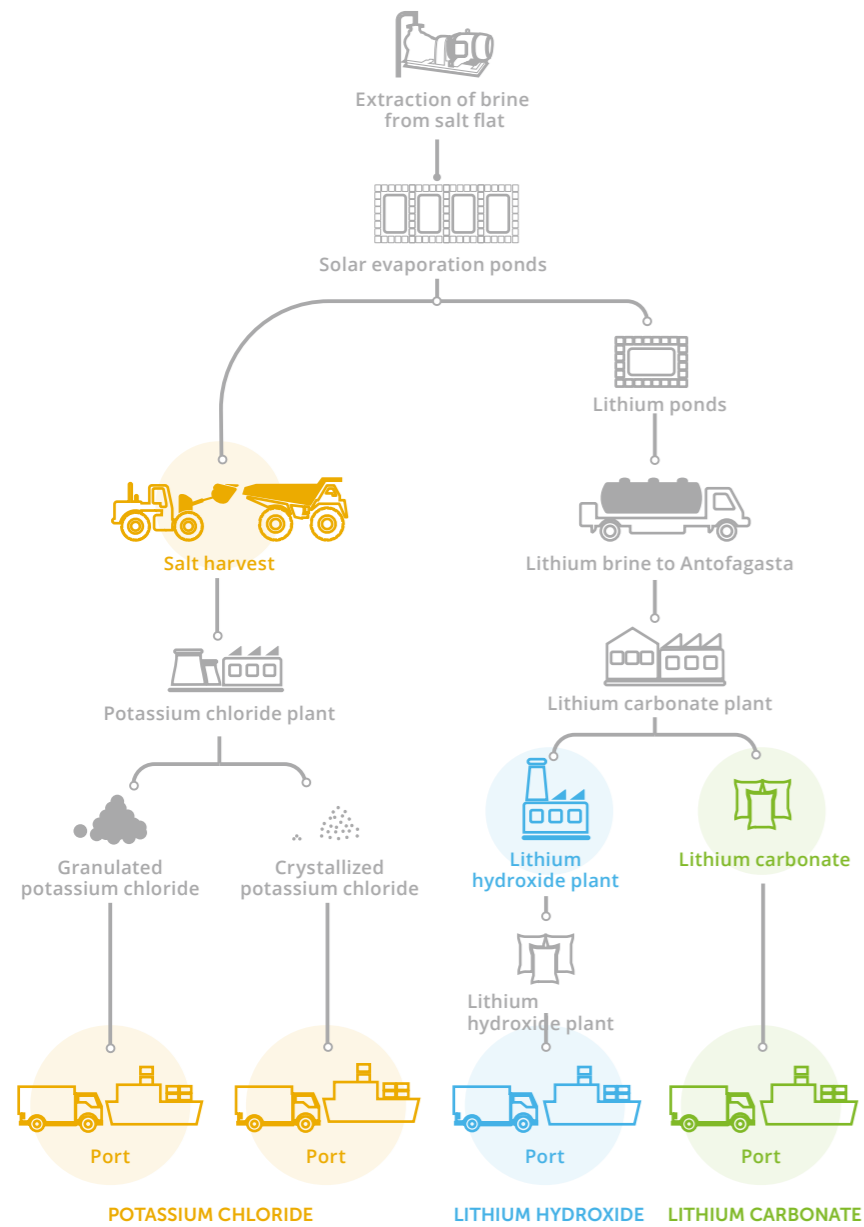 Extraction of brine
from salt flat
Solar evaporation ponds
Lithium ponds
Salt harvest
Lithium brine to Antofagasta
Potassium chloride plant
Lithium carbonate plant
Granulated
potassium chloride
Crystallized
potassium chloride
Lithium
hydroxide plant
Lithium carbonate
Lithium
hydroxide plant
Port
Port
Port
Port
POTASSIUM CHLORIDE
LITHIUM HYDROXIDE
LITHIUM CARBONATE